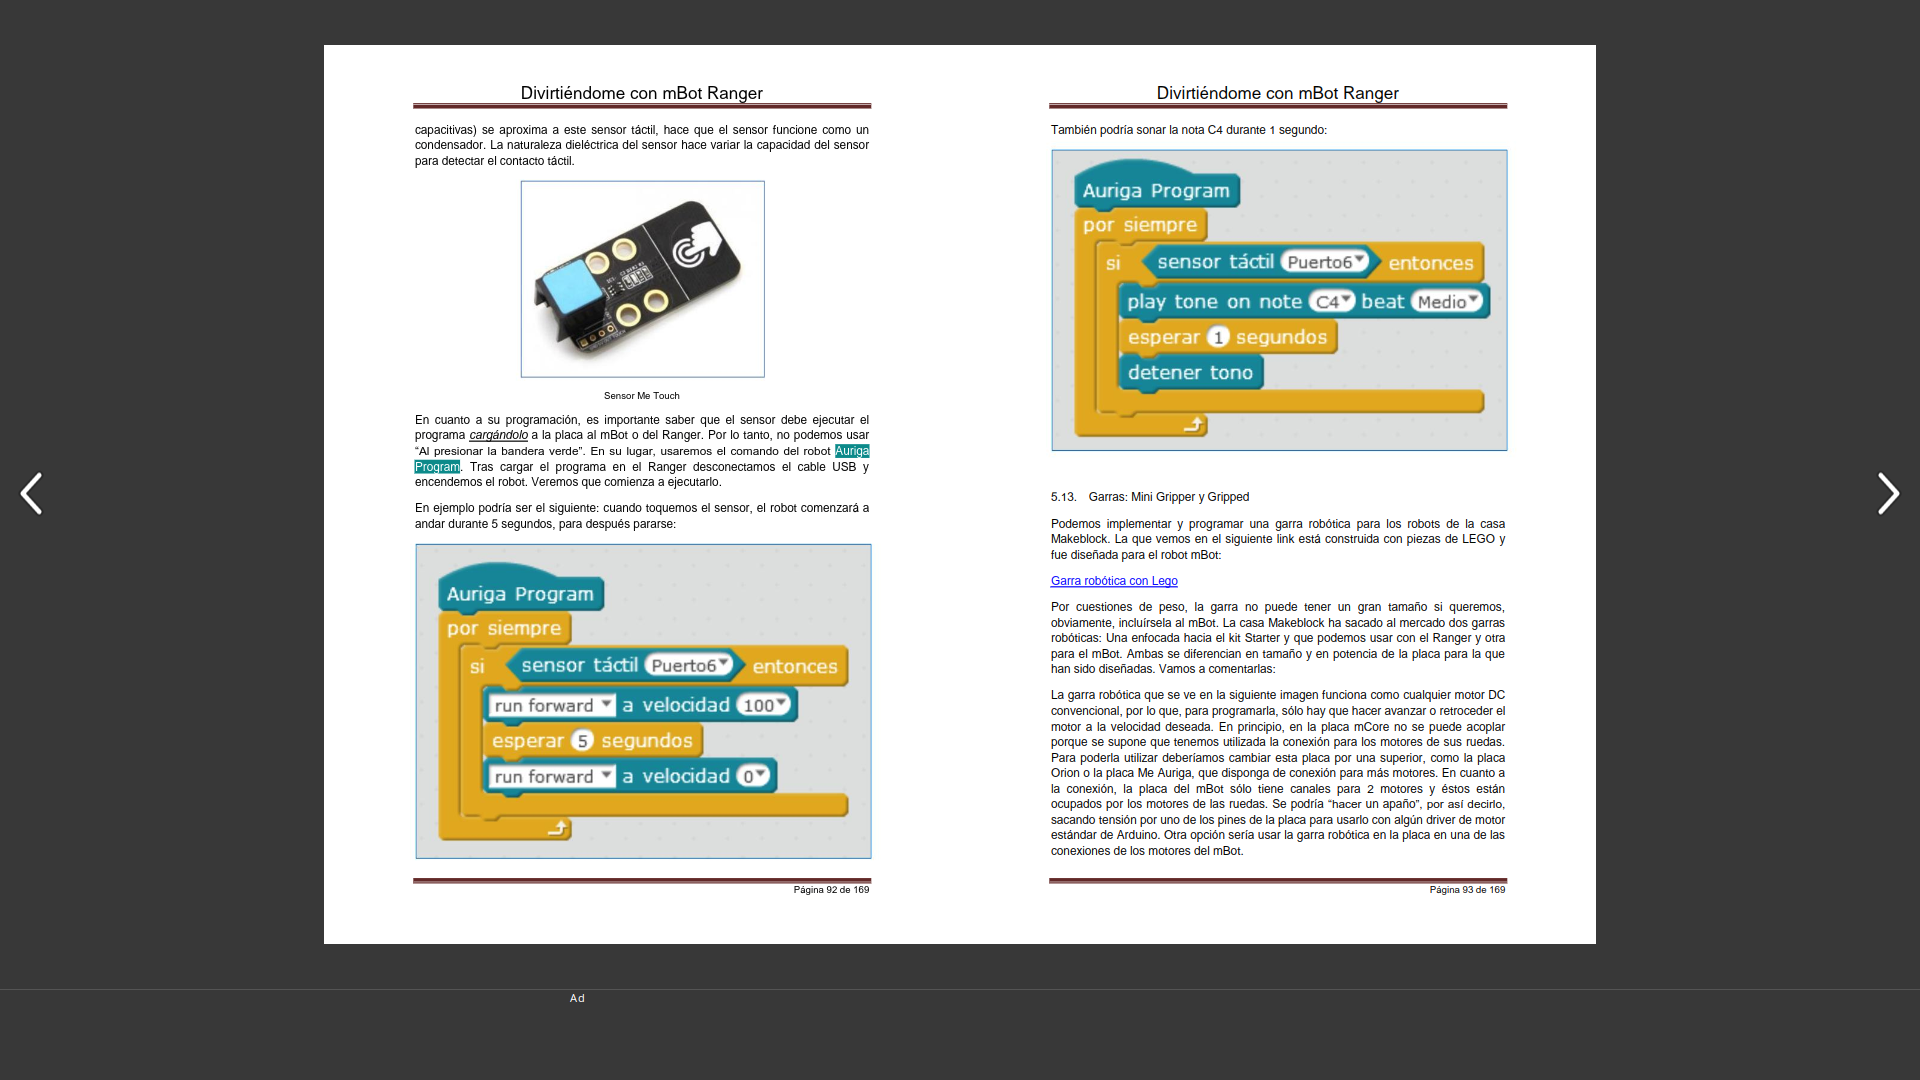 Divirtiéndome con mBot Ranger
capacitivas) se aproxima a este sensor táctil, hace que el sensor funcione como un
condensador. La naturaleza dieléctrica del sensor hace variar la capacidad del sensor
para detectar el contacto táctil.
Sensor Me Touch
En cuanto a su programación, es importante saber que el sensor debe ejecutar el
programa cargándolo a la placa al mBot o del Ranger. Por lo tanto, no podemos usar
“Al presionar la bandera verde”. En su lugar, usaremos el comando del robot Auriga
Program. Tras cargar el programa en el Ranger desconectamos el cable USB y
encendemos el robot. Veremos que comienza a ejecutarlo.
En ejemplo podría ser el siguiente: cuando toquemos el sensor, el robot comenzará a
andar durante 5 segundos, para después pararse:
Auriga Program
por siempre
si sensor táctil Puerto6 entonces
run forward a velocidad 100
esperar 5 segundos
run forward a velocidad 0
Página 92 de 169
Divirtiéndome con mBot Ranger
También podría sonar la nota C4 durante 1 segundo:
Auriga Program
por siempre
si sensor táctil Puerto6 entonces
play tone on note C4 beat Medio
esperar 1 segundos
detener tono
5.13. Garras: Mini Gripper y Gripped
Podemos implementar y programar una garra robótica para los robots de la casa
Makeblock. La que vemos en el siguiente link está construida con piezas de LEGO y
fue diseñada para el robot mBot:
Garra robótica con Lego
Por cuestiones de peso, la garra no puede tener un gran tamaño si queremos,
obviamente, incluírsela al mBot. La casa Makeblock ha sacado al mercado dos garras
robóticas: Una enfocada hacia el kit Starter y que podemos usar con el Ranger y otra
para el mBot. Ambas se diferencian en tamaño y en potencia de la placa para la que
han sido diseñadas. Vamos a comentarlas:
La garra robótica que se ve en la siguiente imagen funciona como cualquier motor DC
convencional, por lo que, para programarla, sólo hay que hacer avanzar o retroceder el
motor a la velocidad deseada. En principio, en la placa mCore no se puede acoplar
porque se supone que tenemos utilizada la conexión para los motores de sus ruedas.
Para poderla utilizar deberíamos cambiar esta placa por una superior, como la placa
Orion o la placa Me Auriga, que disponga de conexión para más motores. En cuanto a
la conexión, la placa del mBot sólo tiene canales para 2 motores y éstos están
ocupados por los motores de las ruedas. Se podría “hacer un apaño”, por así decirlo,
sacando tensión por uno de los pines de la placa para usarlo con algún driver de motor
estándar de Arduino. Otra opción sería usar la garra robótica en la placa en una de las
conexiones de los motores del mBot.
Página 93 de 169
Ad